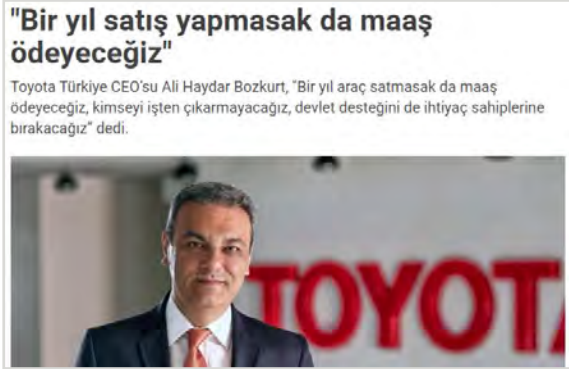 "Bir yıl satış yapmasak da maaş
ödeyeceğiz"
Toyota Türkiye CEO'su Ali Haydar Bozkurt, "Bir yıl araç satmasak da maaş
ödeyeceğiz, kimseyi işten çıkarmayacağız, devlet desteğini de ihtiyaç sahiplerine
bırakacağız" dedi.
TOYOTA